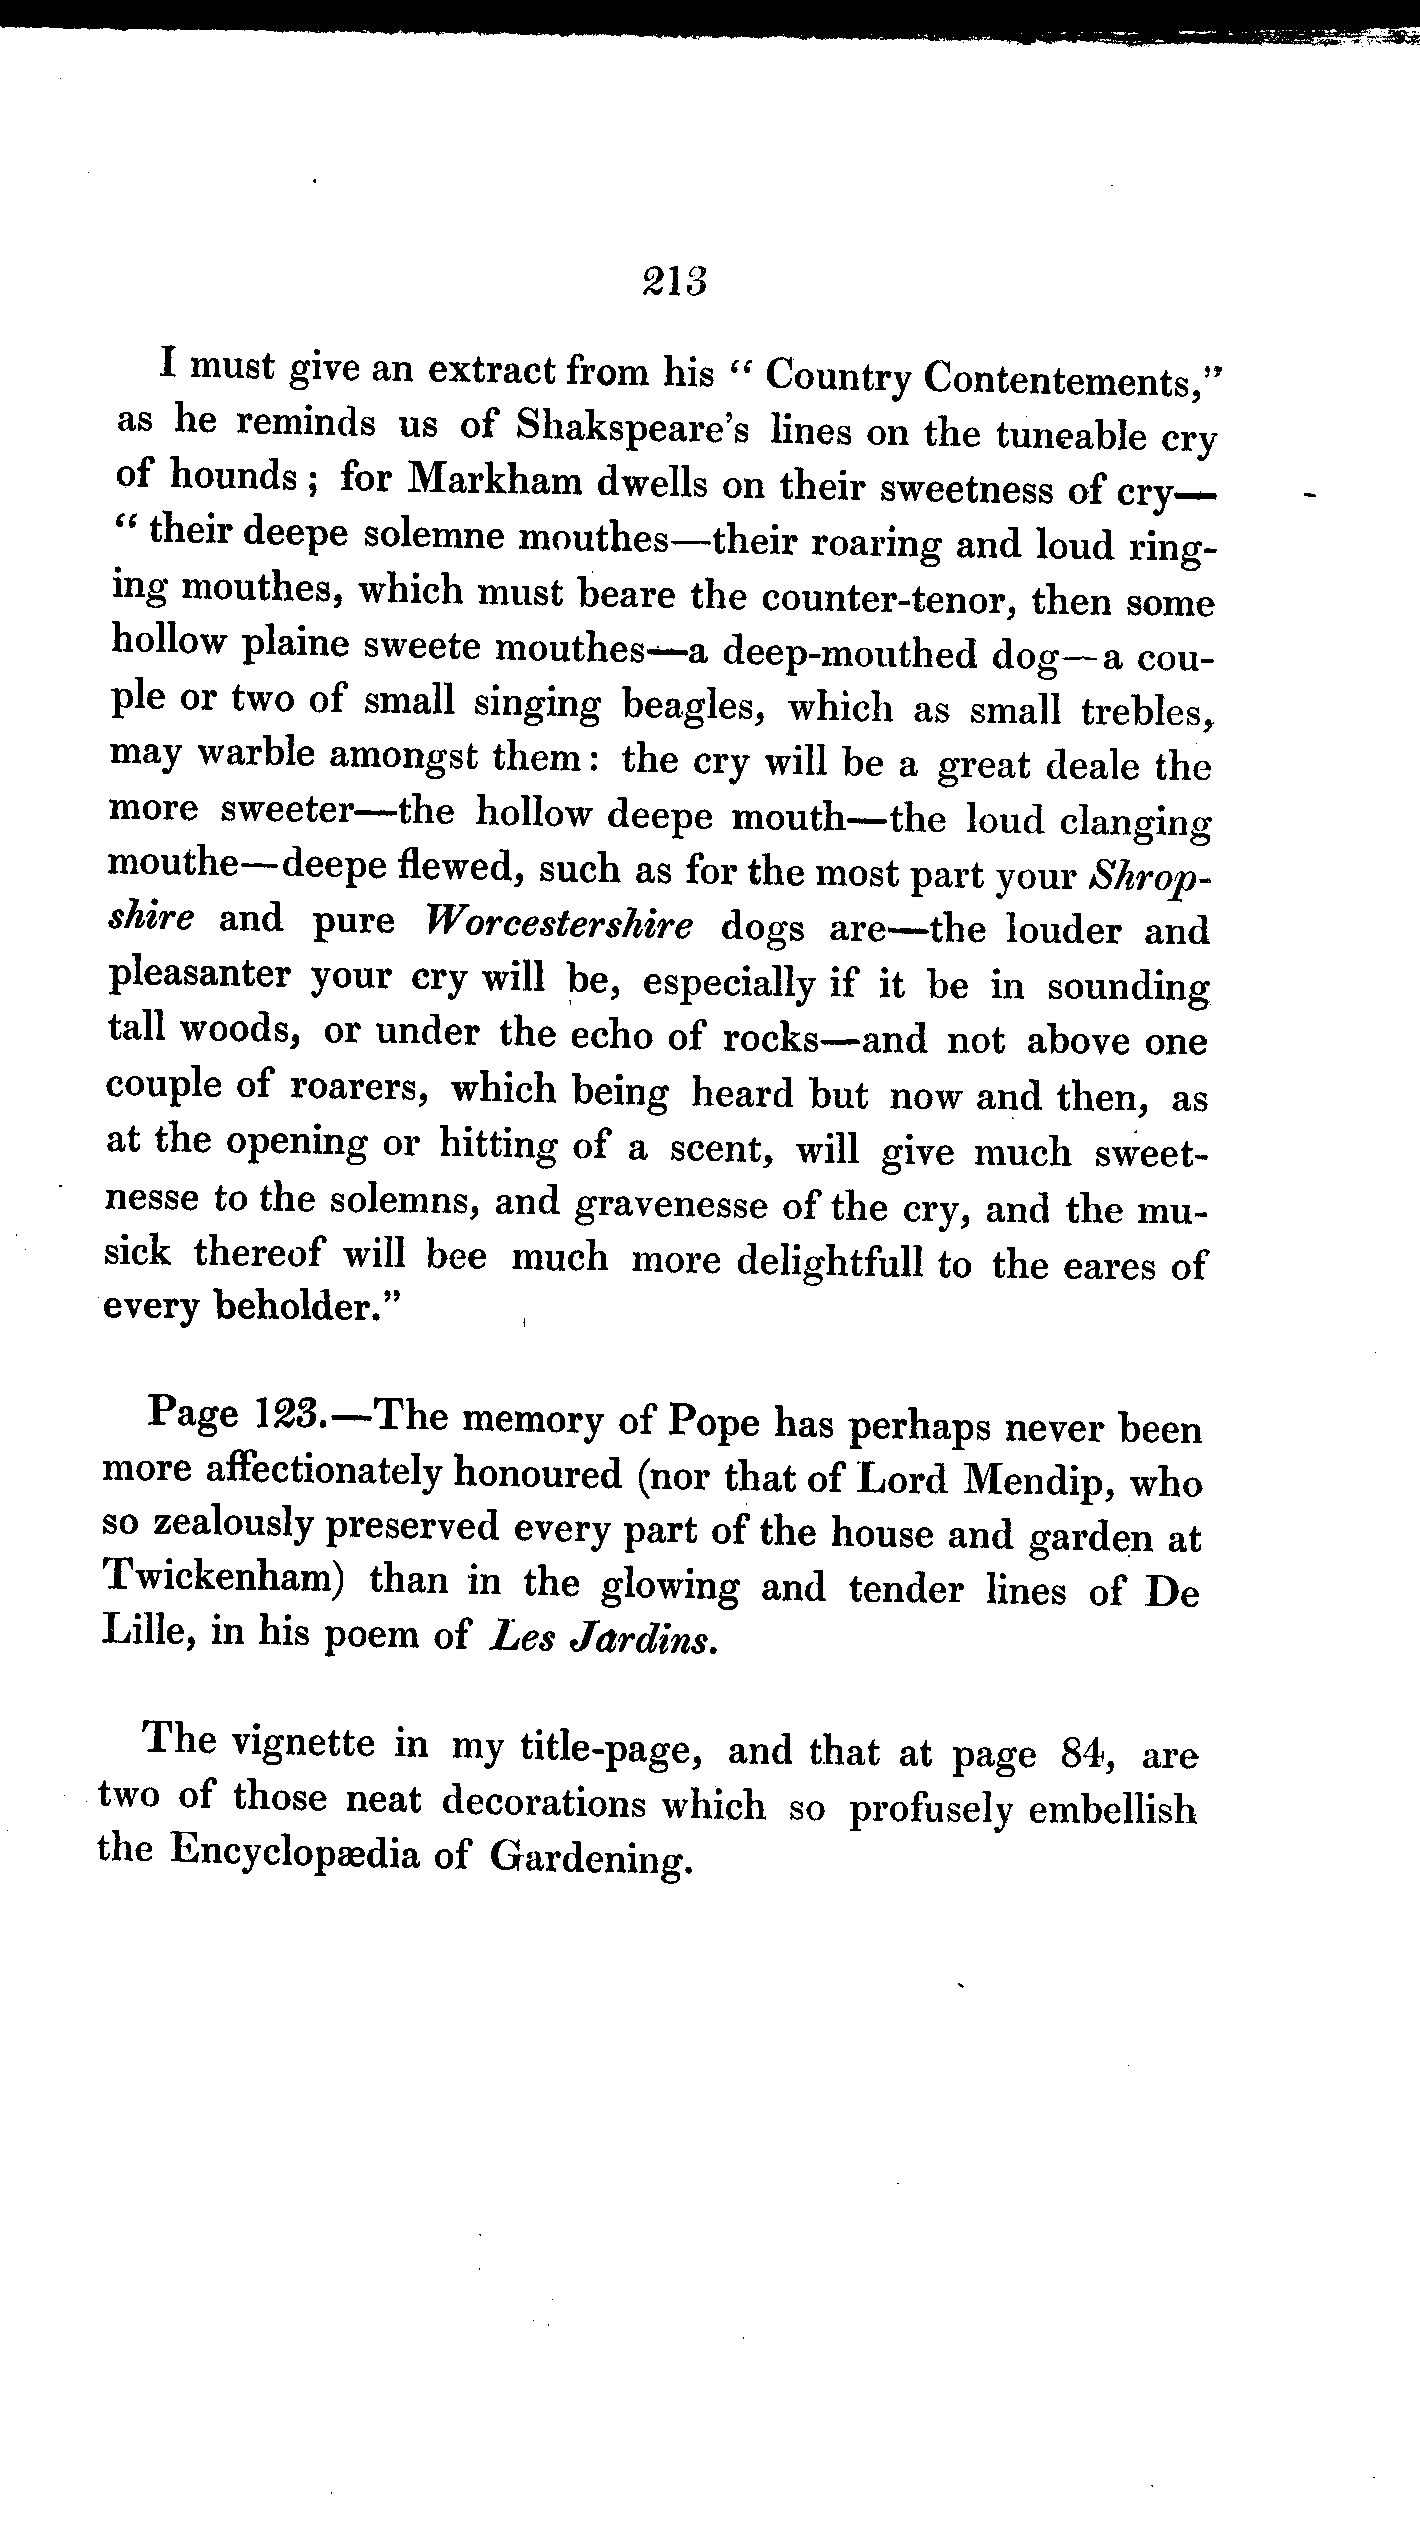 213
I must give an extract from his “ Country Contentements,”
as he reminds us of Shakspeare’s lines on the tuneable cry
of hounds ; for Markham dwells on their sweetness of cry—
“ their deepe solemne mouthes—their roaring and loud ring-
ing mouthes, which must beare the counter-tenor, then some
hollow plaine sweete mouthes—a deep-mouthed dog—a cou-
ple or two of small singing beagles, which as small trebles,
may warble amongst them : the cry will be a great deale the
more sweeter—the hollow deepe mouth—the loud clanging
mouthe—deepe flewed, such as for the most part your Shrop-
shire and pure Worcestershire dogs are—the louder and
pleasanter your cry will be, especially if it be in sounding
tall woods, or under the echo of rocks—and not above one
couple of roarers, which being heard but now and then, as
at the opening or hitting of a scent, will give much sweet-
nesse to the solemns, and gravenesse of the cry, and the mu-
sick thereof will bee much more delightfull to the eares of
every beholder.”
Page 123.—The memory of Pope has perhaps never been
more affectionately honoured (nor that of Lord Mendip, who
so zealously preserved every part of the house and garden at
Twickenham) than in the glowing and tender lines of De
Lille, in his poem of Les Jardins.
The vignette in my title-page, and that at page 84, are
two of those neat decorations which so profusely embellish
the Encyclopædia of Gardening.